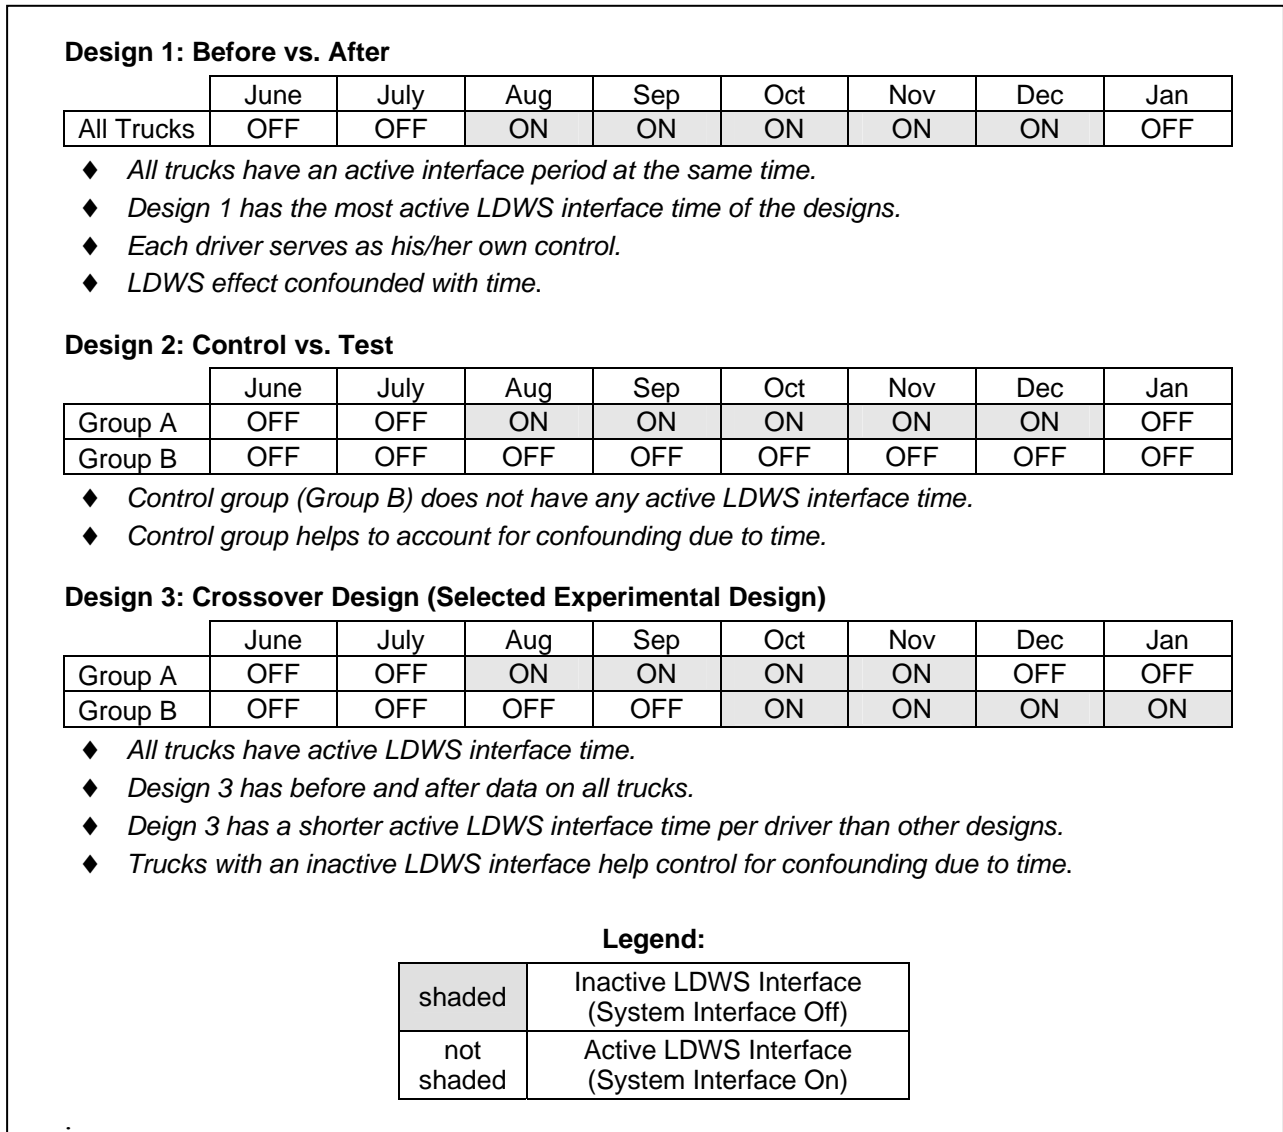 Design 1: Before vs. After
June July Aug Sep Oct Nov Dec Jan
All Trucks OFF OFF ON ON ON ON ON OFF
♦ All trucks have an active interface period at the same time.
♦ Design 1 has the most active LDWS interface time of the designs.
♦ Each driver serves as his/her own control.
♦ LDWS effect confounded with time.
Design 2: Control vs. Test
June July Aug Sep Oct Nov Dec Jan
Group A OFF OFF ON ON ON ON ON OFF
Group B OFF OFF OFF OFF OFF OFF OFF OFF
♦ Control group (Group B) does not have any active LDWS interface time.
♦ Control group helps to account for confounding due to time.
Design 3: Crossover Design (Selected Experimental Design)
June July Aug Sep Oct Nov Dec Jan
Group A OFF OFF ON ON ON ON OFF OFF
Group B OFF OFF OFF OFF ON ON ON ON
♦ All trucks have active LDWS interface time.
♦ Design 3 has before and after data on all trucks.
♦ Deign 3 has a shorter active LDWS interface time per driver than other designs.
♦ Trucks with an inactive LDWS interface help control for confounding due to time.
Legend:
shaded Inactive LDWS Interface
(System Interface Off)
not Active LDWS Interface
shaded (System Interface On)
.